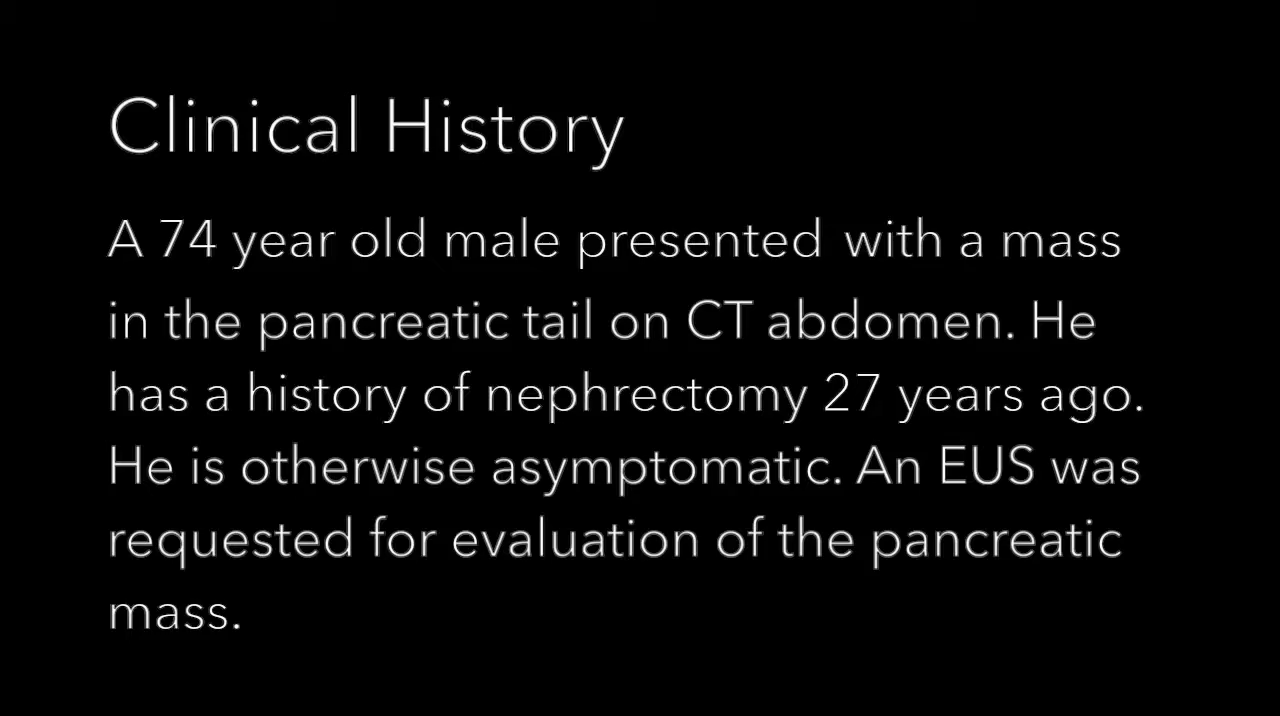 Clinical History
A 74 year old male presented with a mass
in the pancreatic tail on CT abdomen. He
has a history of nephrectomy 27 years ago.
He is otherwise asymptomatic. An EUS was
requested for evaluation of the pancreatic
mass.